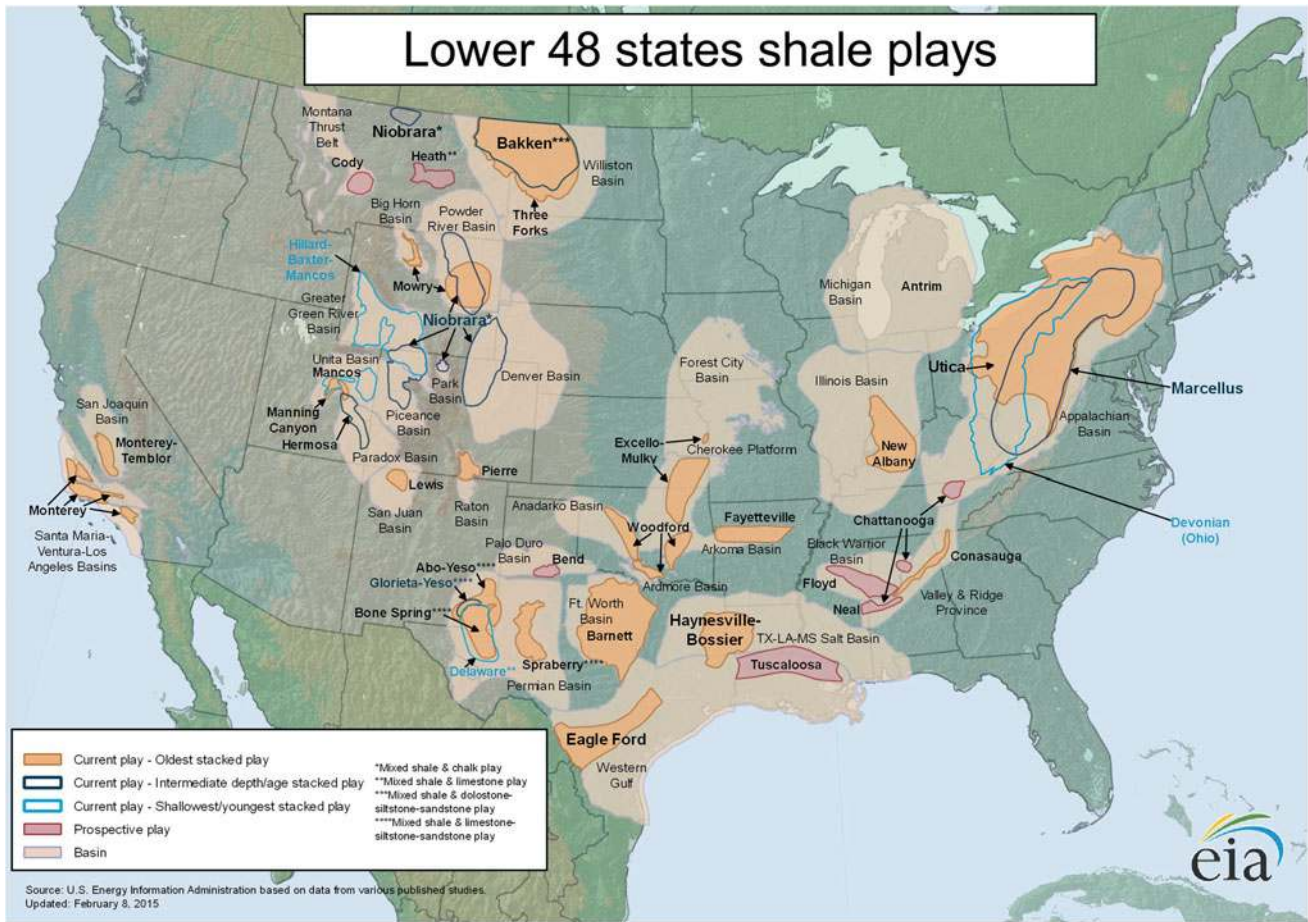 Lower 48 states shale plays
Montana
Thrust
Belt
Niobrara*
Bakken***
Cody
Heath**
Williston
Basin
Big Horn
Basin
Powder
River Basin
Three
Forks
Hillard-
Baxter-
Mancos
Mowry
Michigan
Basin
Antrim
Greater
Green River
Basin
Niobrara*
Unita Basin
Mancos
Park
Basin
Denver Basin
Forest City
Basin
Illinois Basin
Utica
Marcellus
Appalachian
Basin
San Joaquin
Basin
Manning
Canyon
Piceance
Basin
Hermosa
Monterey-
Temblor
Excello-
Mulky
Cherokee Platform
New
Albany
Paradox Basin
Pierre
Lewis
Monterey
San Juan
Basin
Raton
Basin
Anadarko Basin
Woodford
Fayetteville
Chattanooga
Devonian
(Ohio)
Santa Maria-
Ventura-Los
Angeles Basins
Palo Duro
Basin
Bend
Arkoma Basin
Black Warrior
Basin
Conasauga
Abo-Yeso****
Glorieta-Yeso****
Ardmore Basin
Floyd
Neal
Valley & Ridge
Province
Bone Spring****
Ft. Worth
Basin
Barnett
Haynesville-
Bossier
TX-LA-MS Salt Basin
Delaware**
Spraberry****
Tuscaloosa
Permian Basin
Eagle Ford
Western
Gulf
Current play - Oldest stacked play
Current play - Intermediate depth/age stacked play
Current play - Shallowest/youngest stacked play
Prospective play
Basin
*Mixed shale & chalk play
**Mixed shale & limestone play
***Mixed shale & dolostone-
siltstone-sandstone play
****Mixed shale & limestone-
siltstone-sandstone play
eia
Source: U.S. Energy Information Administration based on data from various published studies.
Updated: February 8, 2015